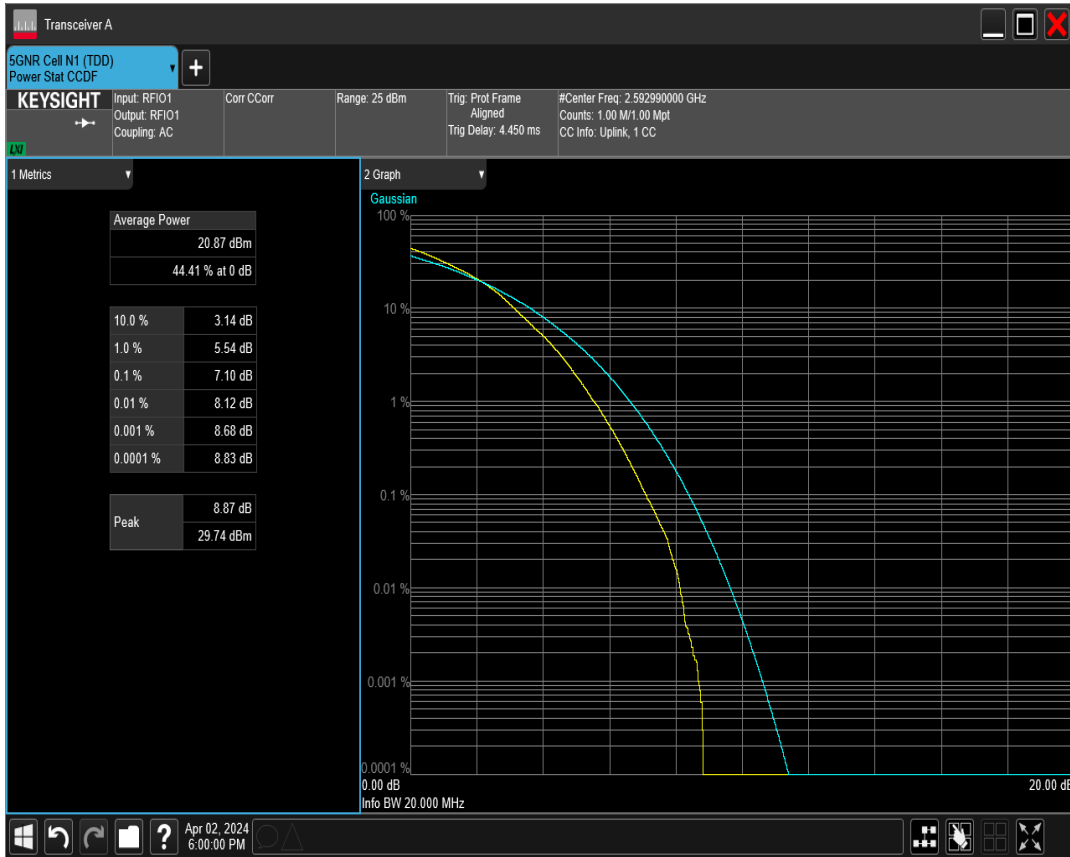 Transceiver A
5GNR Cell N1 (TDD)
Power Stat CCDF
KEYSIGHT
LXI
Input: RFIO1
Output: RFIO1
Coupling: AC
Corr CCorr
Range: 25 dBm
Trig: Prot Frame
Aligned
Trig Delay: 4.450 ms
#Center Freq: 2.592990000 GHz
Counts: 1.00 M/1.00 Mpt
CC Info: Uplink, 1 CC
1 Metrics
Average Power
20.87 dBm
44.41 % at 0 dB
10.0 % 3.14 dB
1.0 % 5.54 dB
0.1 % 7.10 dB
0.01 % 8.12 dB
0.001 % 8.68 dB
0.0001 % 8.83 dB
Peak
8.87 dB
29.74 dBm
2 Graph
Gaussian
100 %
10 %
1 %
0.1 %
0.01 %
0.001 %
0.0001 %
0.00 dB 20.00 dB
Info BW 20.000 MHz
?
Apr 02, 2024
6:00:00 PM